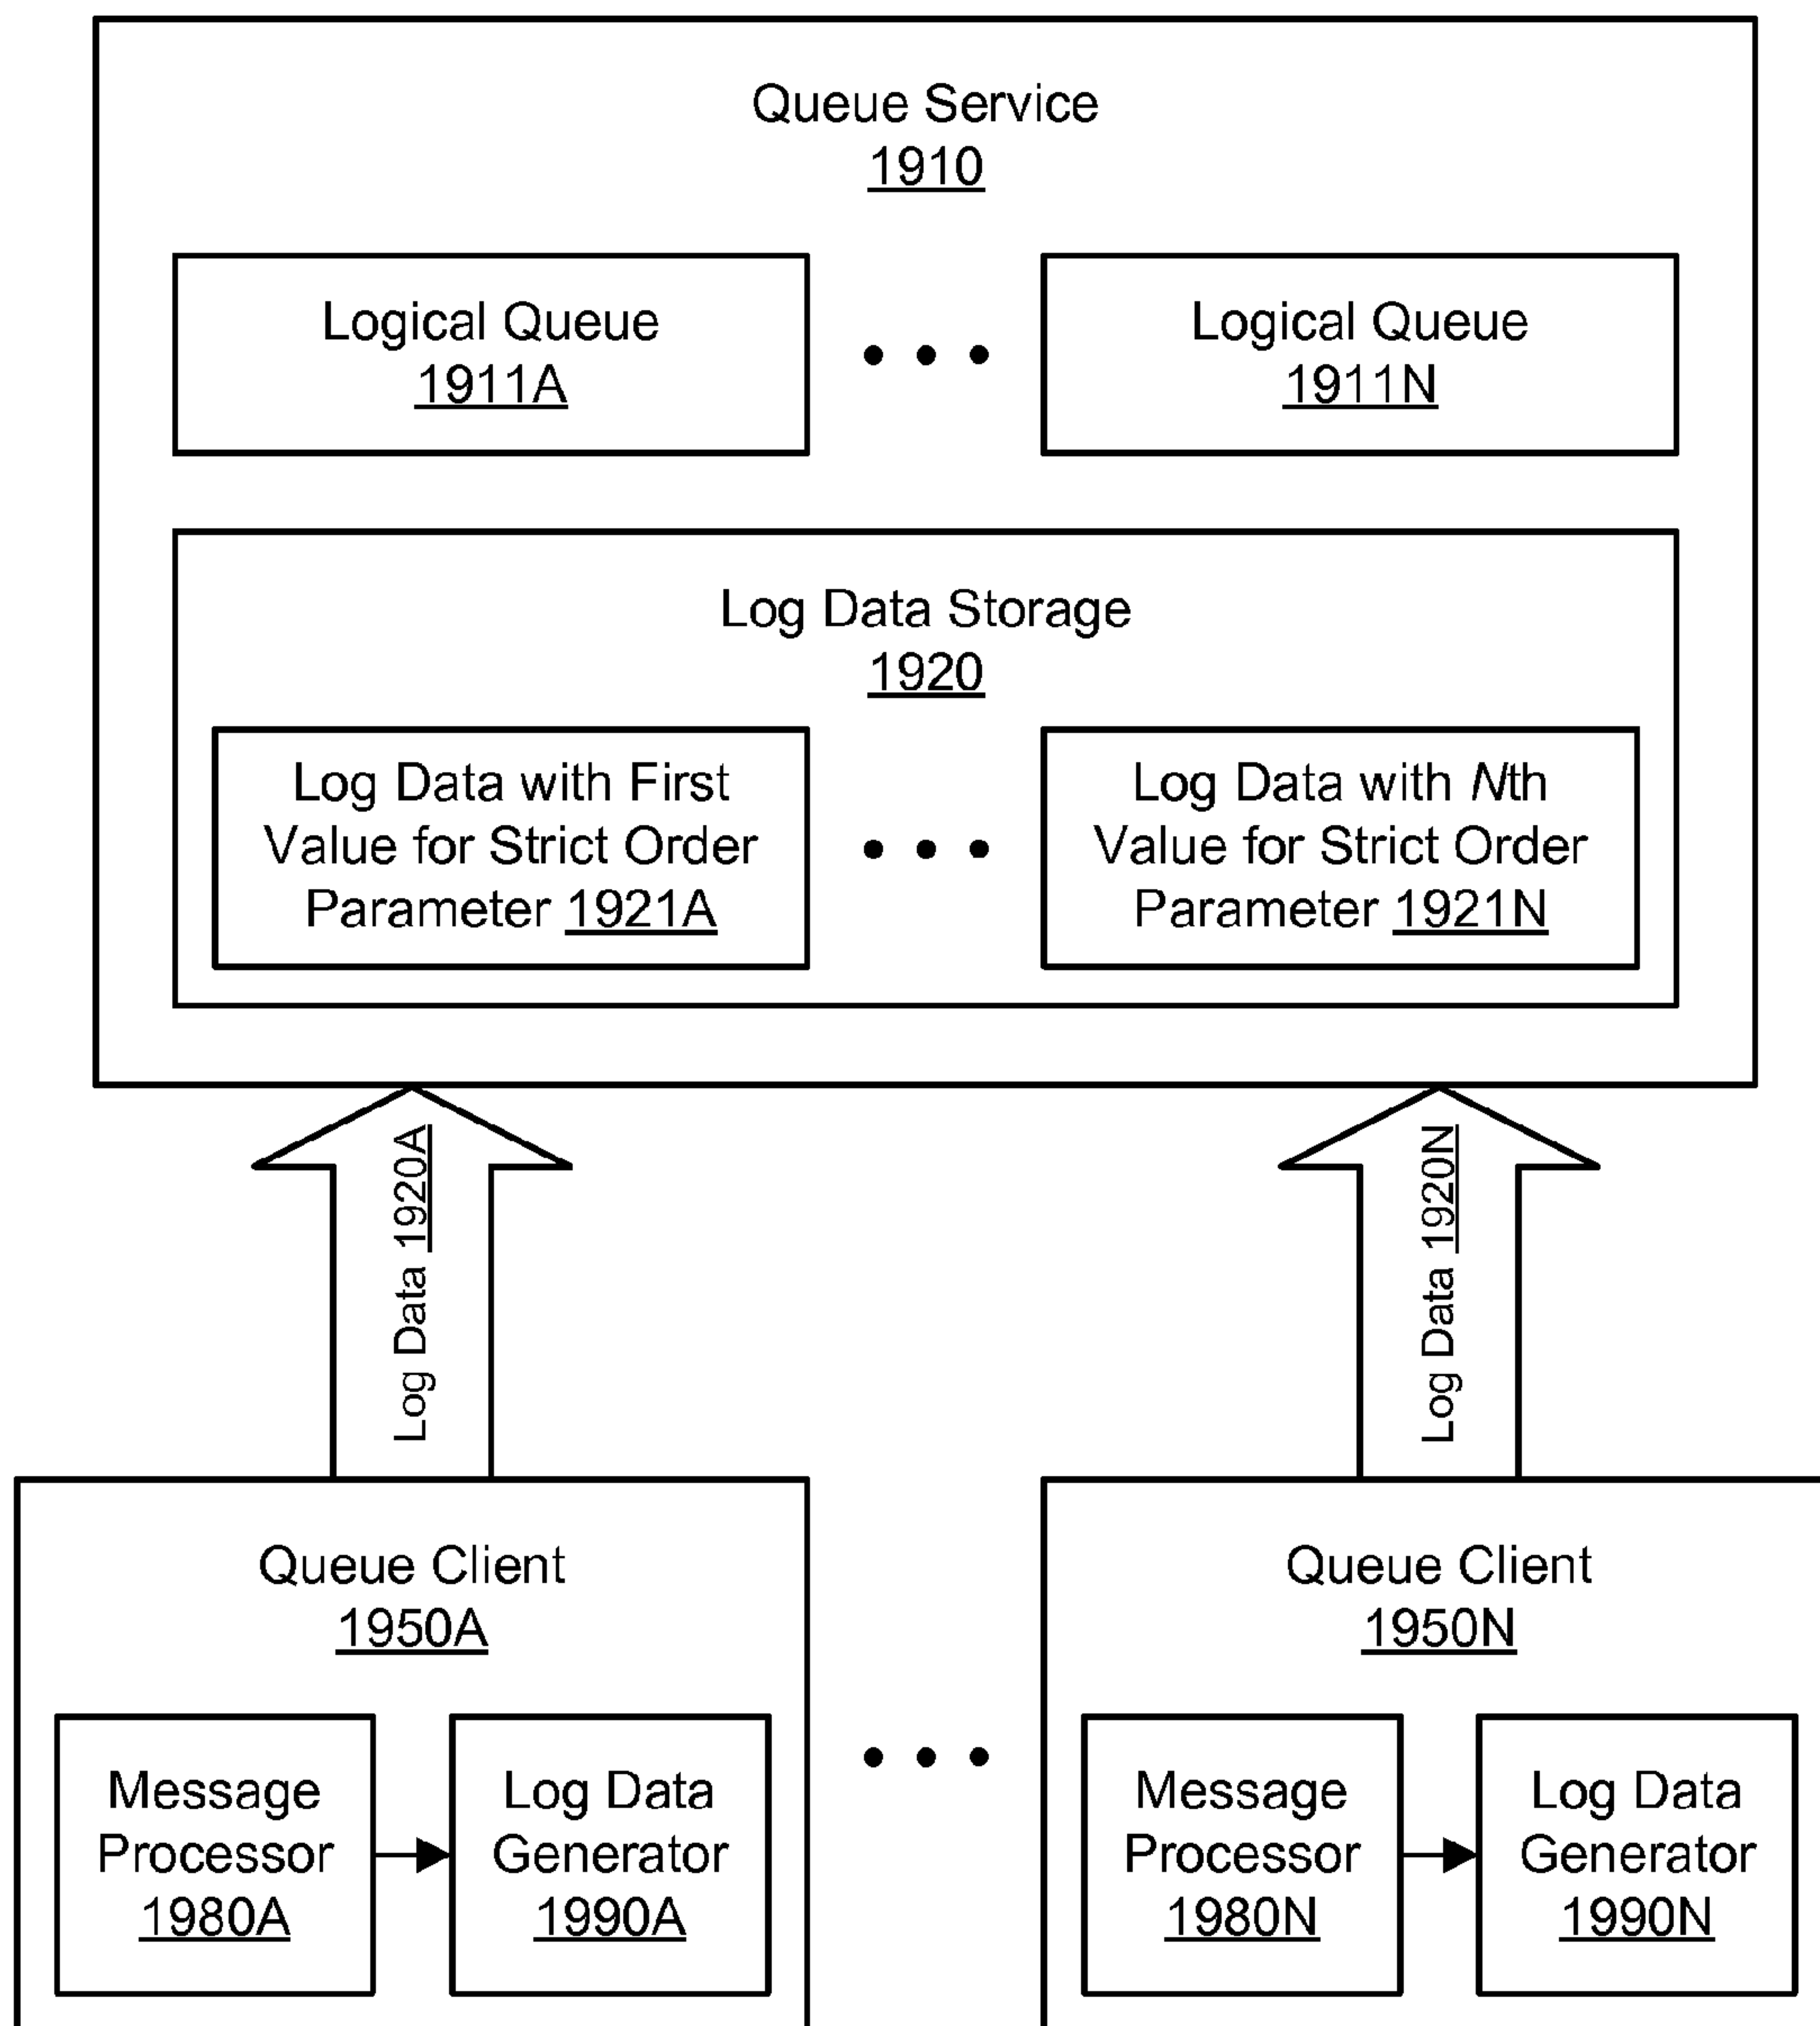 Queue Service
1910
Logical Queue
1911A
Logical Queue
1911N
Log Data Storage
1920
Log Data with First
Value for Strict Order
Parameter 1921A
Log Data with Nth
Value for Strict Order
Parameter 1921N
Log Data 1920A
Log Data 1920N
Queue Client
1950A
Message
Processor
1980A
Log Data
Generator
1990A
Queue Client
1950N
Message
Processor
1980N
Log Data
Generator
1990N